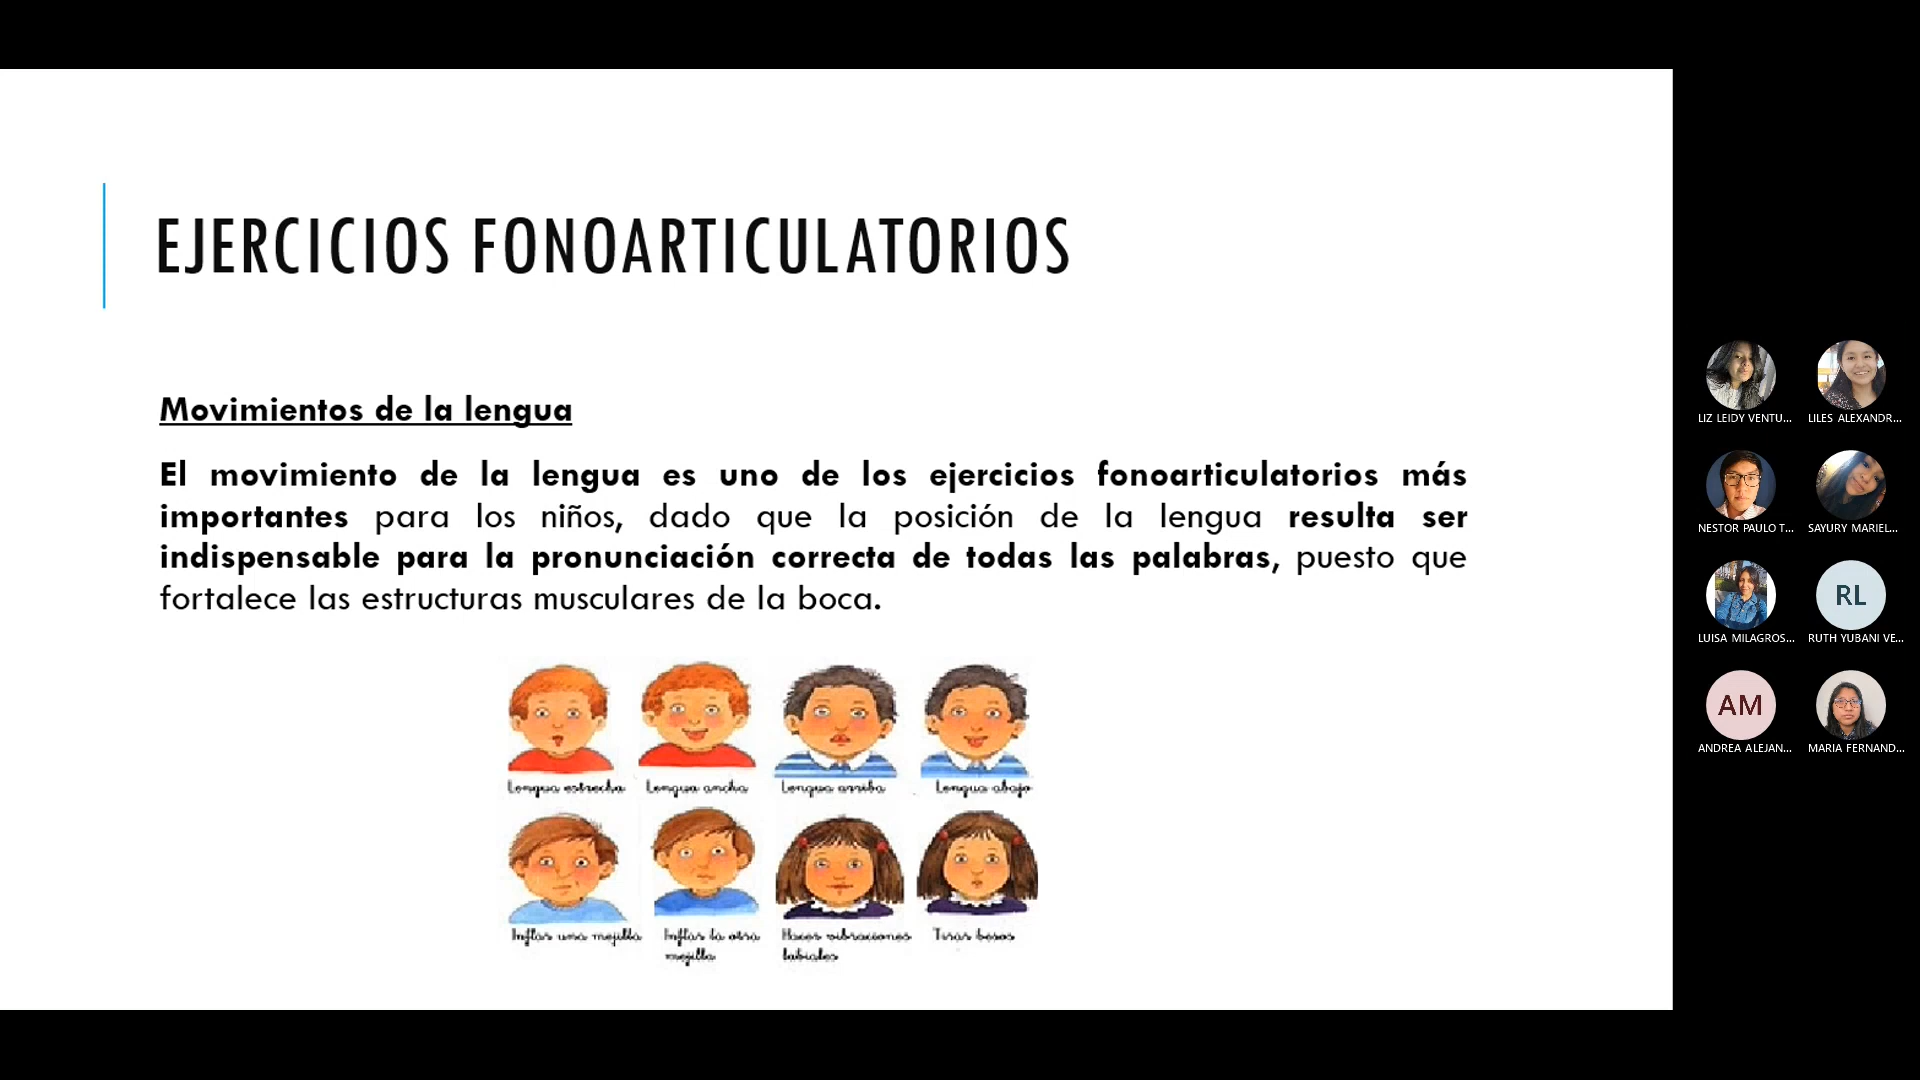 EJERCICIOS FONOARTICULATORIOS
Movimientos de la lengua
El movimiento de la lengua es uno de los ejercicios fonoarticulatorios más
importantes para los niños, dado que la posición de la lengua resulta ser
indispensable para la pronunciación correcta de todas las palabras, puesto que
fortalece las estructuras musculares de la boca.
Lengua estrecha Lengua ancha Lengua arriba Lengua abajo
Inflar una mejilla Inflar la otra Hacer vibraciones Tirar besos
mejilla labiales
LIZ LEIDY VENTU... LILES ALEXANDR...
NESTOR PAULO T... SAYURY MARIEL...
RL
LUISA MILAGROS... RUTH YUBANI VE...
AM
ANDREA ALEJAN... MARIA FERNAND...